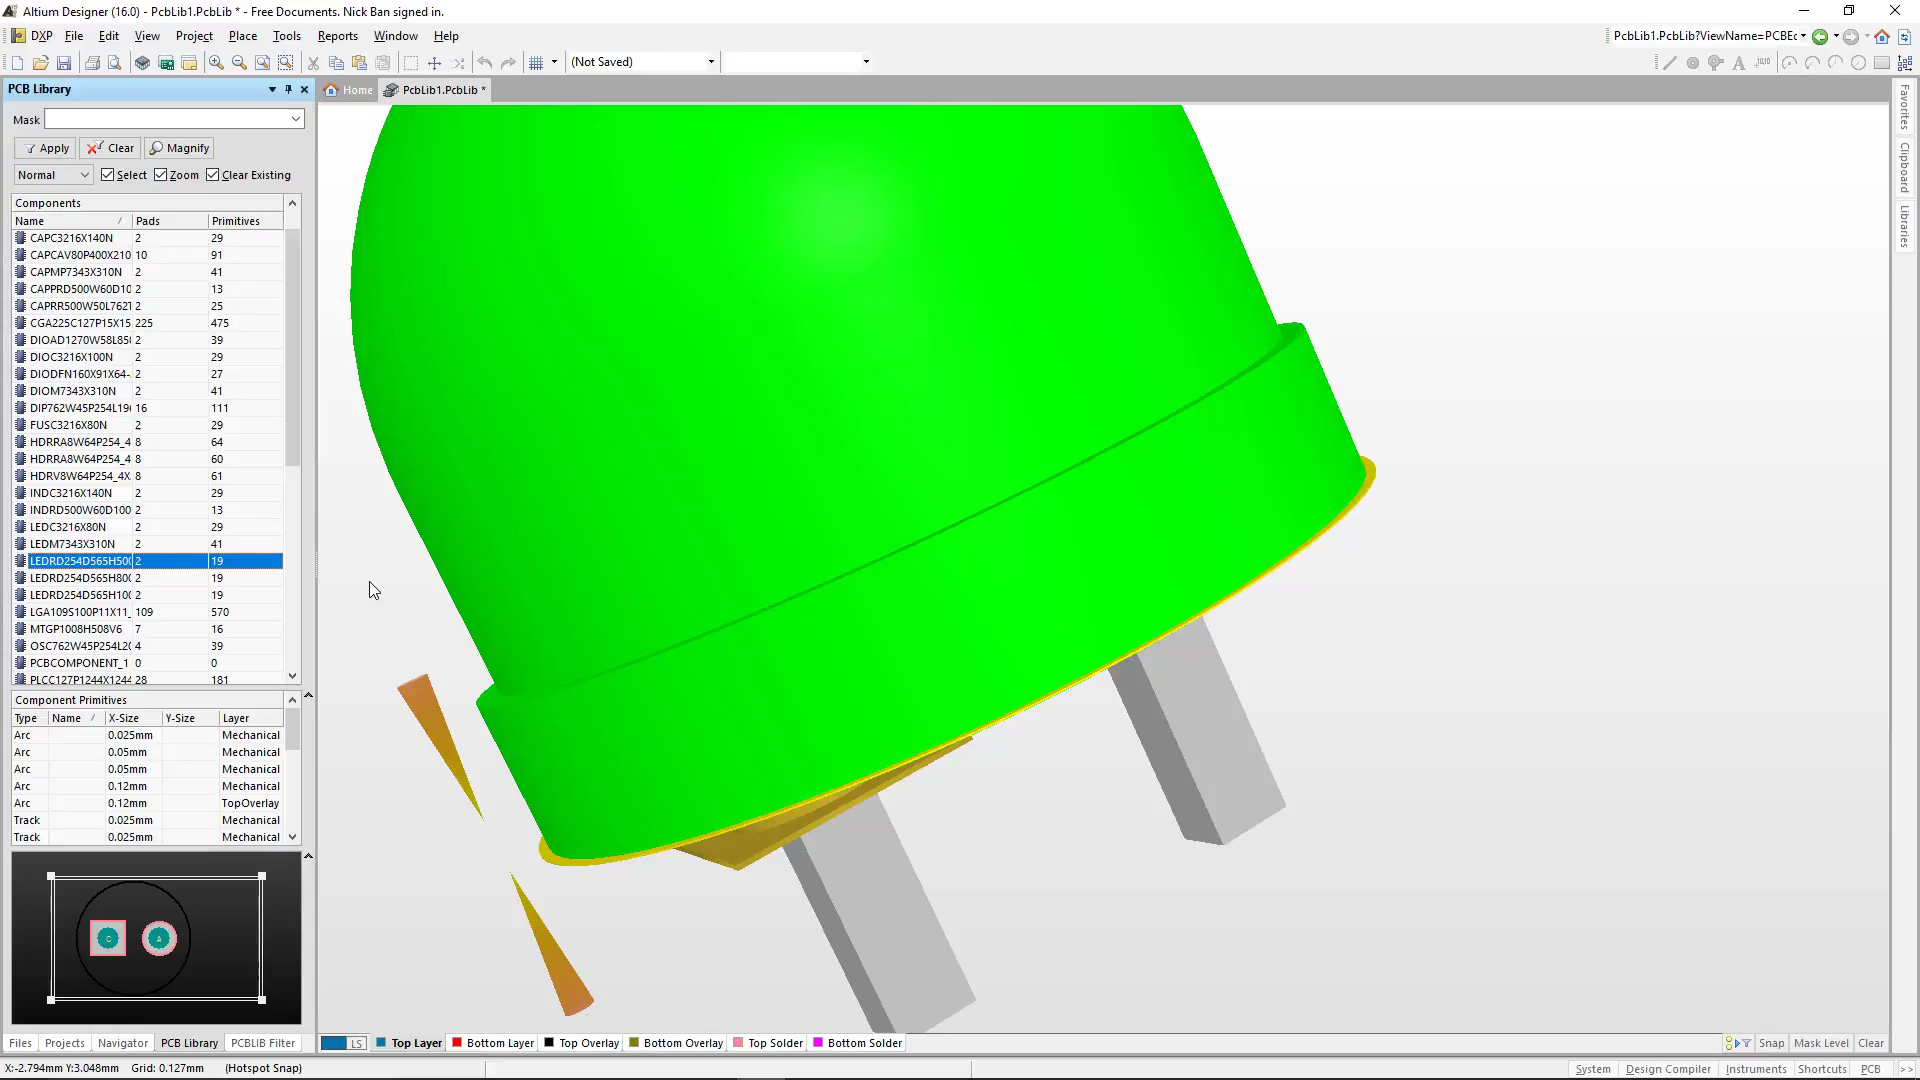 Altium Designer (16.0) - PcbLib1.PcbLib * - Free Documents. Nick Ban signed in.
DXP File Edit View Project Place Tools Reports Window Help
PcbLib1.PcbLib?ViewName=PCBEc
(Not Saved)
PCB Library
Home PcbLib1.PcbLib *
Mask
Apply Clear Magnify
Normal Select Zoom Clear Existing
Components
Name Pads Primitives
CAPC3216X140N 2 29
CAPCAV80P400X210 10 91
CAPMP7343X310N 2 41
CAPPRD500W60D10 2 13
CAPRR500W50L762T 2 25
CGA225C127P15X15 225 475
DIOAD1270W58L85( 2 39
DIOC3216X100N 2 29
DIODFN160X91X64- 2 27
DIOM7343X310N 2 41
DIP762W45P254L19( 16 111
FUSC3216X80N 2 29
HDRRA8W64P254_4 8 64
HDRRA8W64P254_4 8 60
HDRV8W64P254_4X 8 61
INDC3216X140N 2 29
INDRD500W60D100 2 13
LEDC3216X80N 2 29
LEDM7343X310N 2 41
LEDRD254D565H500 2 19
LEDRD254D565H800 2 19
LEDRD254D565H100 2 19
LGA109S100P11X11_ 109 570
MTGP1008H508V6 7 16
OSC762W45P254L20 4 39
PCBCOMPONENT_1 0 0
PLCC127P1244X1244 28 181
Component Primitives
Type Name X-Size Y-Size Layer
Arc 0.025mm Mechanical
Arc 0.05mm Mechanical
Arc 0.05mm Mechanical
Arc 0.12mm Mechanical
Arc 0.12mm TopOverlay
Track 0.025mm Mechanical
Track 0.025mm Mechanical
C A
Files Projects Navigator PCB Library PCBLIB Filter
LS Top Layer Bottom Layer Top Overlay Bottom Overlay Top Solder Bottom Solder
Snap Mask Level Clear
X:-2.794mm Y:3.048mm Grid: 0.127mm (Hotspot Snap)
System Design Compiler Instruments Shortcuts PCB >>
Favorites
Clipboard
Libraries